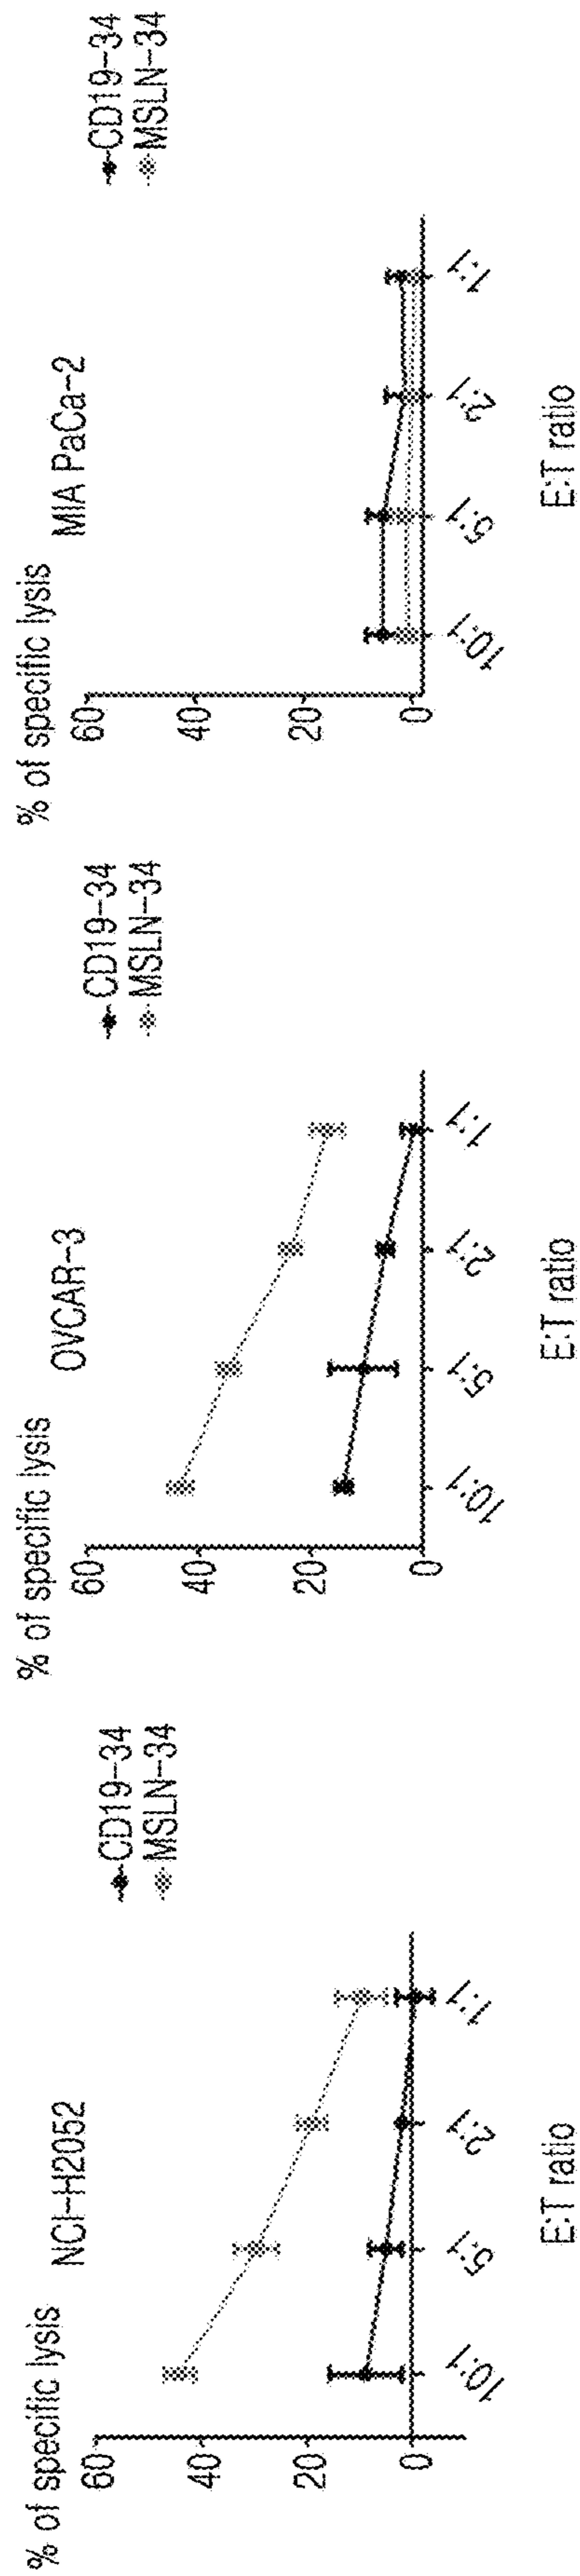 % of specific lysis
NCI-H2052
CD19-34
MSLN-34
60
40
20
0
10:1
5:1
2:1
1:1
E:T ratio
% of specific lysis
OVCAR-3
CD19-34
MSLN-34
60
40
20
0
10:1
5:1
2:1
1:1
E:T ratio
% of specific lysis
MIA PaCa-2
CD19-34
MSLN-34
60
40
20
0
10:1
5:1
2:1
1:1
E:T ratio